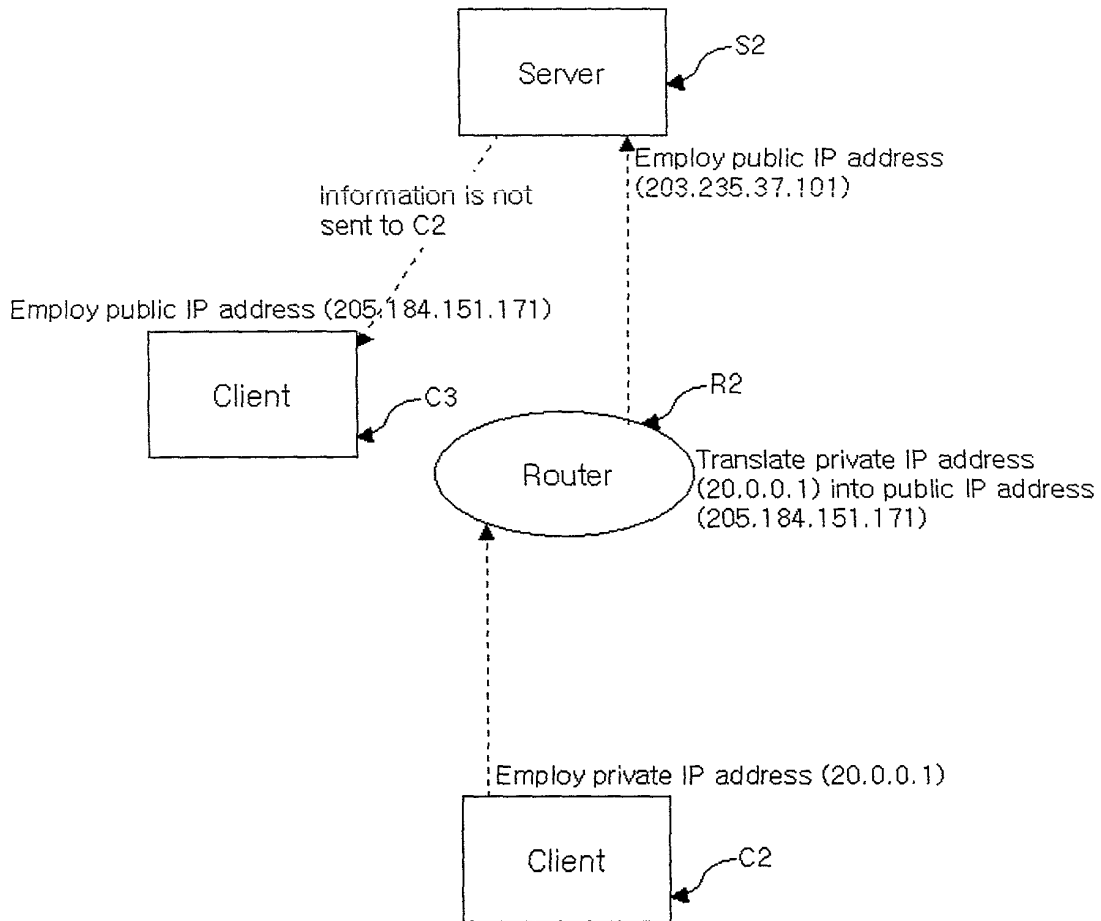 Server
S2
Employ public IP address
(203.235.37.101)
Information is not
sent to C2
Employ public IP address (205.184.151.171)
Client
C3
R2
Router
Translate private IP address
(20.0.0.1) into public IP address
(205.184.151.171)
Employ private IP address (20.0.0.1)
Client
C2